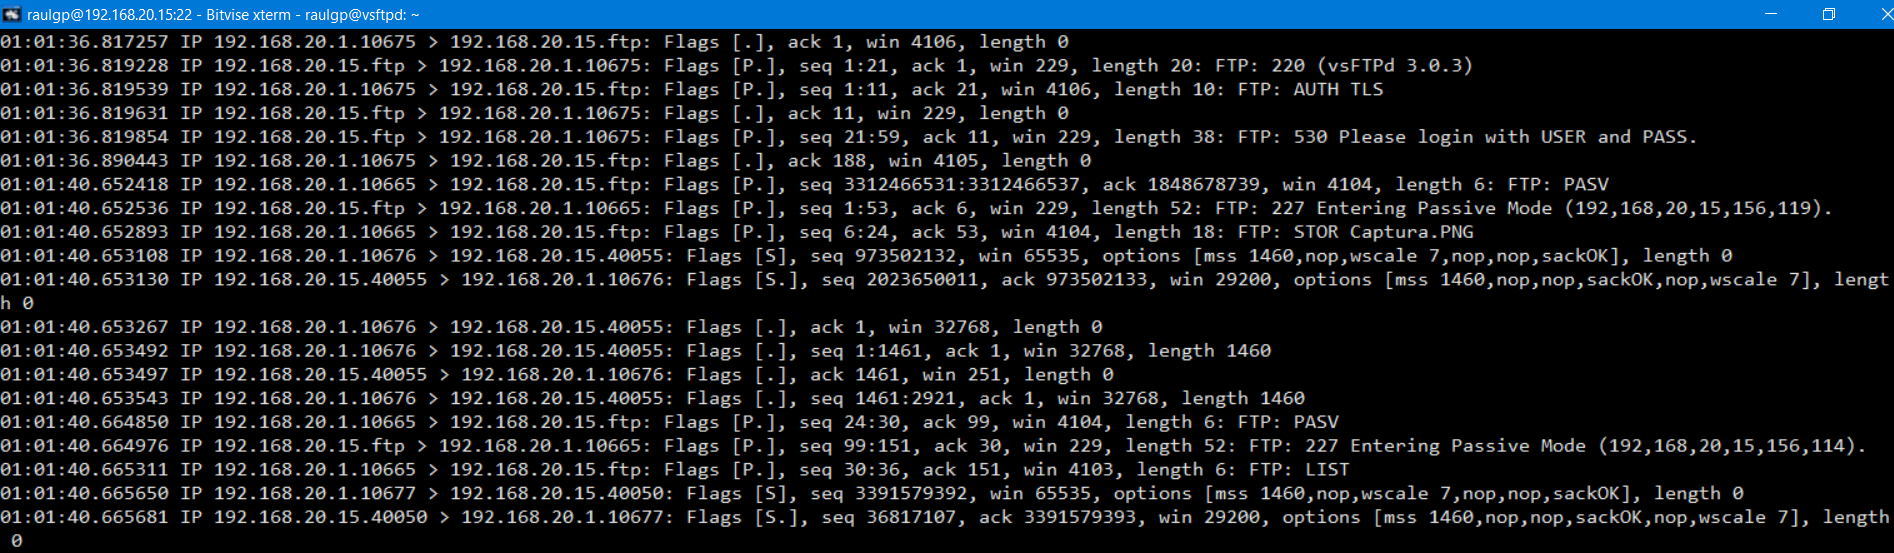 raulgp@192.168.20.15:22 - Bitvise xterm - raulgp@vsftpd: ~
01:01:36.817257 IP 192.168.20.1.10675 > 192.168.20.15.ftp: Flags [.], ack 1, win 4106, length 0
01:01:36.819228 IP 192.168.20.15.ftp > 192.168.20.1.10675: Flags [P.], seq 1:21, ack 1, win 229, length 20: FTP: 220 (vsFTPd 3.0.3)
01:01:36.819539 IP 192.168.20.1.10675 > 192.168.20.15.ftp: Flags [P.], seq 1:11, ack 21, win 4106, length 10: FTP: AUTH TLS
01:01:36.819631 IP 192.168.20.15.ftp > 192.168.20.1.10675: Flags [.], ack 11, win 229, length 0
01:01:36.819854 IP 192.168.20.15.ftp > 192.168.20.1.10675: Flags [P.], seq 21:59, ack 11, win 229, length 38: FTP: 530 Please login with USER and PASS.
01:01:36.890443 IP 192.168.20.1.10675 > 192.168.20.15.ftp: Flags [.], ack 188, win 4105, length 0
01:01:40.652418 IP 192.168.20.1.10665 > 192.168.20.15.ftp: Flags [P.], seq 3312466531:3312466537, ack 1848678739, win 4104, length 6: FTP: PASV
01:01:40.652536 IP 192.168.20.15.ftp > 192.168.20.1.10665: Flags [P.], seq 1:53, ack 6, win 229, length 52: FTP: 227 Entering Passive Mode (192,168,20,15,156,119).
01:01:40.652893 IP 192.168.20.1.10665 > 192.168.20.15.ftp: Flags [P.], seq 6:24, ack 53, win 4104, length 18: FTP: STOR Captura.PNG
01:01:40.653108 IP 192.168.20.1.10676 > 192.168.20.15.40055: Flags [S], seq 973502132, win 65535, options [mss 1460,nop,wscale 7,nop,nop,sackOK], length 0
01:01:40.653130 IP 192.168.20.15.40055 > 192.168.20.1.10676: Flags [S.], seq 2023650011, ack 973502133, win 29200, options [mss 1460,nop,nop,sackOK,nop,wscale 7], lengt
h 0
01:01:40.653267 IP 192.168.20.1.10676 > 192.168.20.15.40055: Flags [.], ack 1, win 32768, length 0
01:01:40.653492 IP 192.168.20.1.10676 > 192.168.20.15.40055: Flags [.], seq 1:1461, ack 1, win 32768, length 1460
01:01:40.653497 IP 192.168.20.15.40055 > 192.168.20.1.10676: Flags [.], ack 1461, win 251, length 0
01:01:40.653543 IP 192.168.20.1.10676 > 192.168.20.15.40055: Flags [.], seq 1461:2921, ack 1, win 32768, length 1460
01:01:40.664850 IP 192.168.20.1.10665 > 192.168.20.15.ftp: Flags [P.], seq 24:30, ack 99, win 4104, length 6: FTP: PASV
01:01:40.664976 IP 192.168.20.15.ftp > 192.168.20.1.10665: Flags [P.], seq 99:151, ack 30, win 229, length 52: FTP: 227 Entering Passive Mode (192,168,20,15,156,114).
01:01:40.665311 IP 192.168.20.1.10665 > 192.168.20.15.ftp: Flags [P.], seq 30:36, ack 151, win 4103, length 6: FTP: LIST
01:01:40.665650 IP 192.168.20.1.10677 > 192.168.20.15.40050: Flags [S], seq 3391579392, win 65535, options [mss 1460,nop,wscale 7,nop,nop,sackOK], length 0
01:01:40.665681 IP 192.168.20.15.40050 > 192.168.20.1.10677: Flags [S.], seq 36817107, ack 3391579393, win 29200, options [mss 1460,nop,nop,sackOK,nop,wscale 7], length
 0